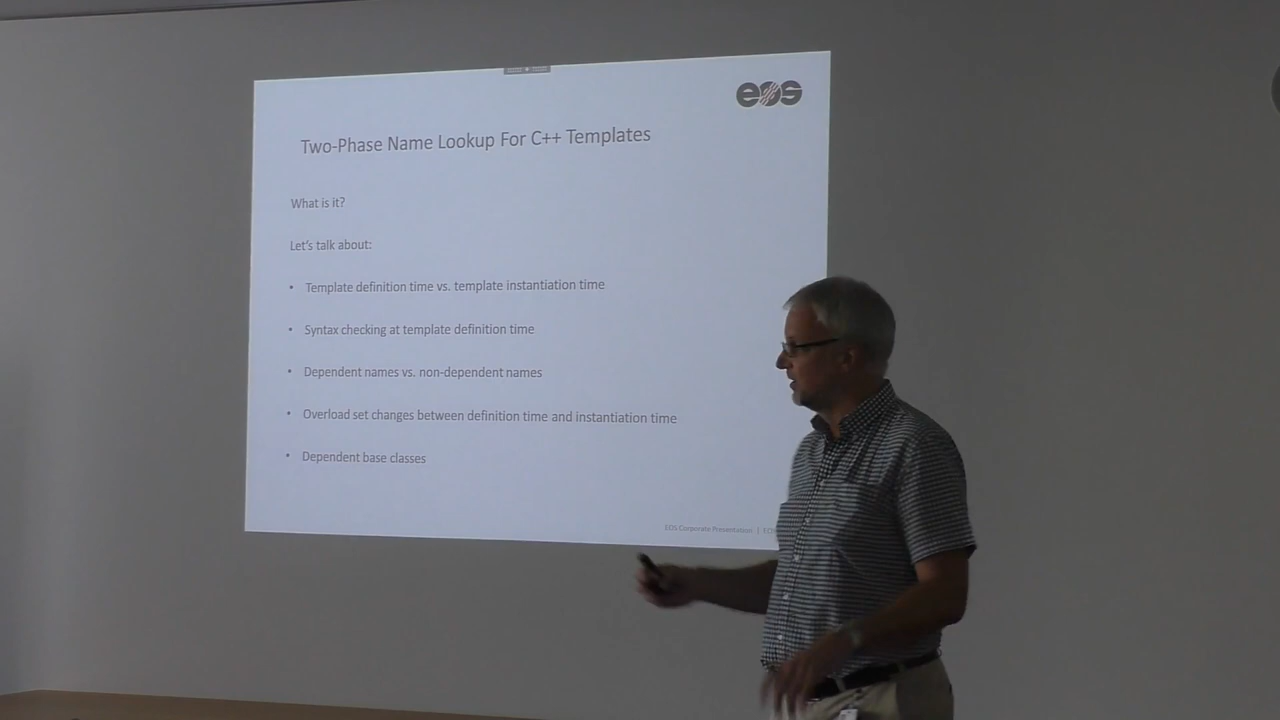 eos
Two-Phase Name Lookup For C++ Templates
What is it?
Let's talk about:
• Template definition time vs. template instantiation time
• Syntax checking at template definition time
• Dependent names vs. non-dependent names
• Overload set changes between definition time and instantiation time
• Dependent base classes
EOS Corporate Presentation | EOS